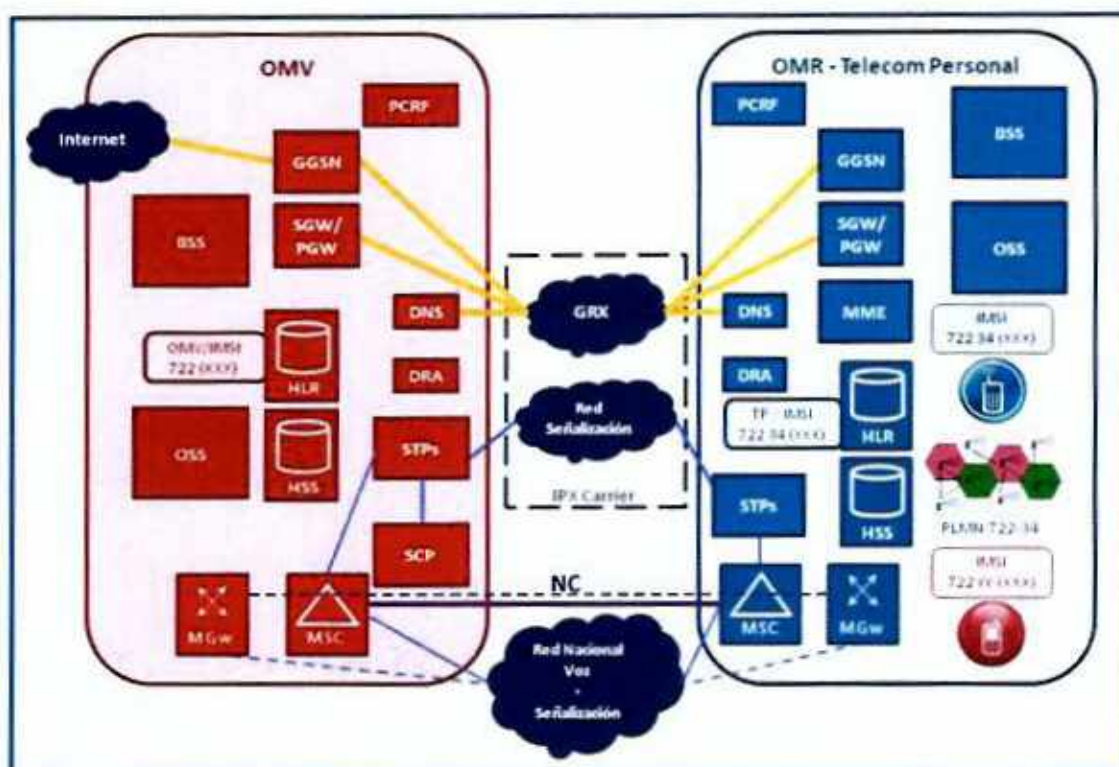 OMV
PCRF
Internet
GGSN
BSS
SGW/
PGW
DNS
OMV/IMSI
722 (XXX)
HLR
DRA
OSS
HSS
STPs
SCP
MGw
MSC
GRX
Red
Señalización
IPX Carrier
NC
Red Nacional
Voz
-
Señalización
OMR - Telecom Personal
PCRF
BSS
GGSN
SGW/
PGW
OSS
DNS
MME
IMSI
722 34 (XXX)
DRA
TP - IMSI
722 34 (XXX)
HLR
STPs
HSS
PLMN 722-34
IMSI
722
(XXX)
MSC
MGw